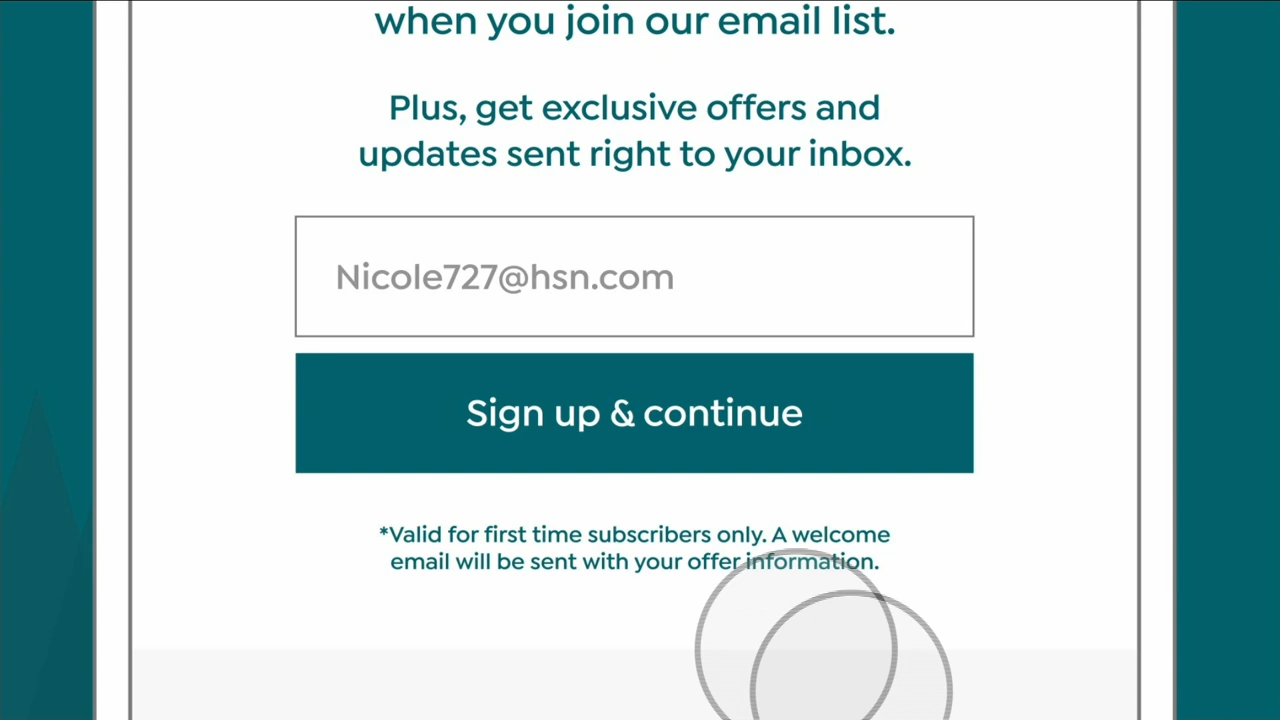 when you join our email list.
Plus, get exclusive offers and
updates sent right to your inbox.
Nicole727@hsn.com
Sign up & continue
*Valid for first time subscribers only. A welcome
email will be sent with your offer information.